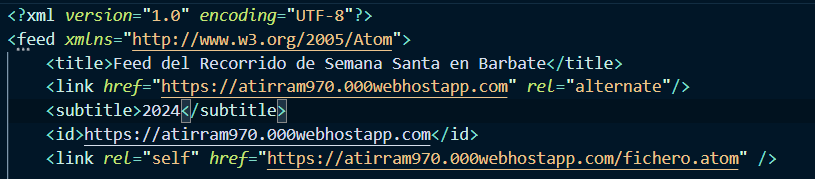 <?xml version="1.0" encoding="UTF-8"?>
<feed xmlns="http://www.w3.org/2005/Atom">
<title>Feed del Recorrido de Semana Santa en Barbate</title>
<link href="https://atirram970.000webhostapp.com" rel="alternate"/>
<subtitle>2024</subtitle>
<id>https://atirram970.000webhostapp.com</id>
<link rel="self" href="https://atirram970.000webhostapp.com/fichero.atom" />